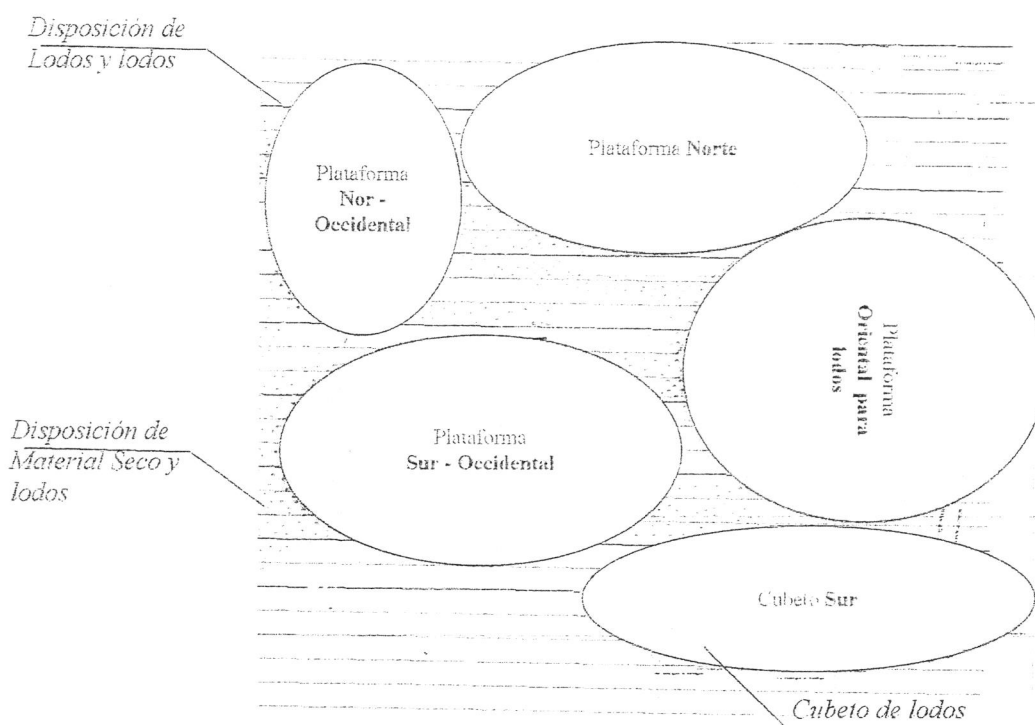 Disposición de
Lodos y lodos
Plataforma Norte
Plataforma
Nor -
Occidental
Plataforma
Oriental para
lodos
Disposición de
Material Seco y
lodos
Plataforma
Sur - Occidental
Cubeto Sur
Cubeto de lodos